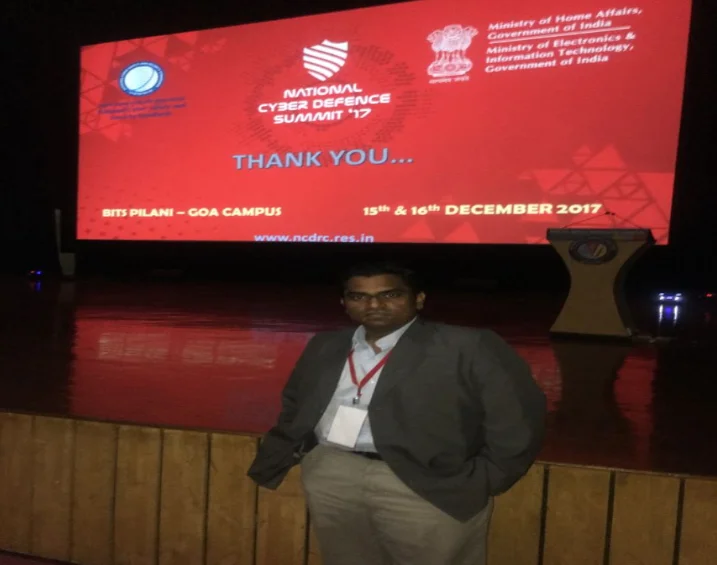 Ministry of Home Affairs,
Government of India
Ministry of Electronics &
Information Technology,
Government of India
NATIONAL
CYBER DEFENCE
SUMMIT '17
THANK YOU...
BITS PILANI – GOA CAMPUS
15th & 16th DECEMBER 2017
www.ncdrc.res.in